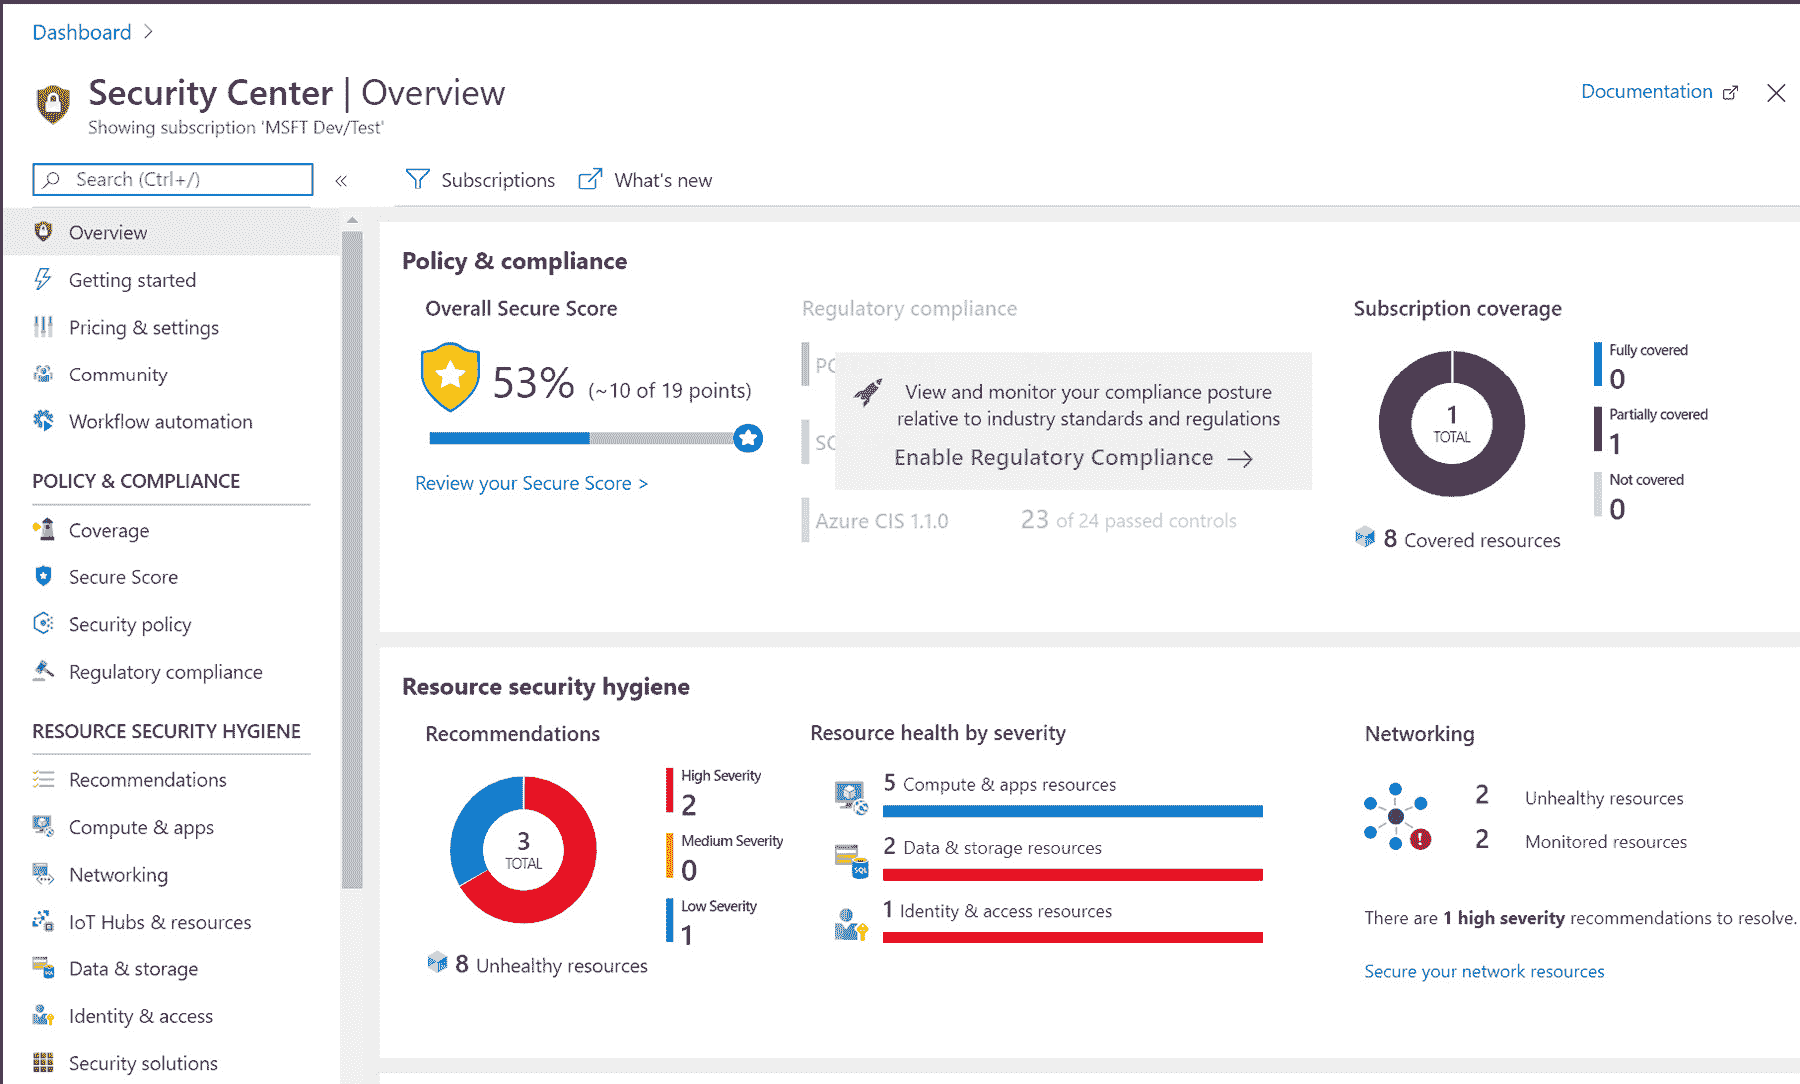 Dashboard
Security Center | Overview
Showing subscription 'MSFT Dev/Test'
Documentation
Search (Ctrl+/)
«
Subscriptions
What's new
Overview
Getting started
Pricing & settings
Community
Workflow automation
POLICY & COMPLIANCE
Coverage
Secure Score
Security policy
Regulatory compliance
RESOURCE SECURITY HYGIENE
Recommendations
Compute & apps
Networking
IoT Hubs & resources
Data & storage
SQL
Identity & access
Security solutions
Policy & compliance
Overall Secure Score
53% (~10 of 19 points)
Review your Secure Score >
Regulatory compliance
View and monitor your compliance posture
relative to industry standards and regulations
Enable Regulatory Compliance →
Azure CIS 1.1.0 23 of 24 passed controls
Subscription coverage
1
TOTAL
Fully covered
0
Partially covered
1
Not covered
0
8 Covered resources
Resource security hygiene
Recommendations
3
TOTAL
High Severity
2
Medium Severity
0
Low Severity
1
8 Unhealthy resources
Resource health by severity
5 Compute & apps resources
2 Data & storage resources
SQL
1 Identity & access resources
Networking
2 Unhealthy resources
2 Monitored resources
There are 1 high severity recommendations to resolve.
Secure your network resources